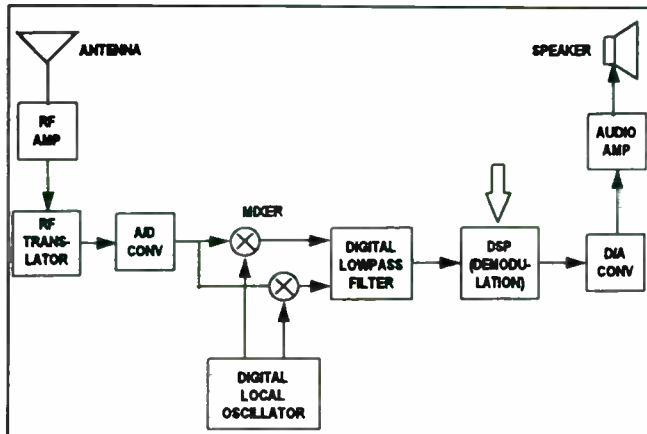 ANTENNA
SPEAKER
RF
AMP
AUDIO
AMP
RF
TRANS-
LATOR
A/D
CONV
MIXER
DIGITAL
LOWPASS
FILTER
DSP
(DEMODU-
LATION)
D/A
CONV
DIGITAL
LOCAL
OSCILLATOR